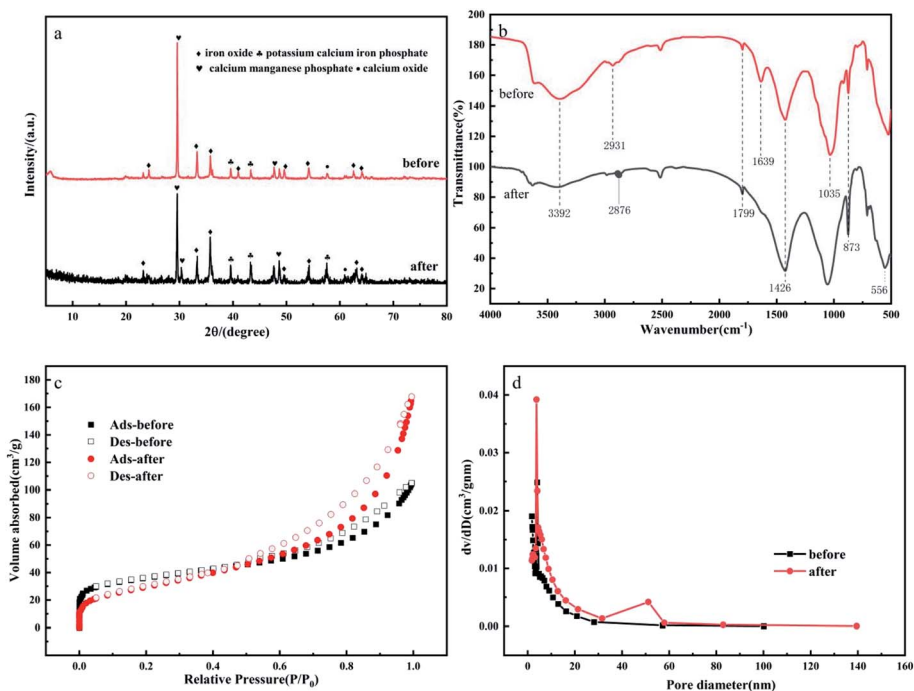 a
♦ iron oxide ♣ potassium calcium iron phosphate
♥ calcium manganese phosphate • calcium oxide
before
after
Intensity/(a.u.)
10 20 30 40 50 60 70 80
2θ/(degree)
b
180
160
140
120
100
80
60
40
20
0
Transmittance(%)
before
after
2931
1639
1035
3392
2876
1799
873
1426
556
4000 3500 3000 2500 2000 1500 1000 500
Wavenumber(cm⁻¹)
c
180
160
140
120
100
80
60
40
20
0
Volume absorbed(cm³/g)
Ads-before
Des-before
Ads-after
Des-after
0.0 0.2 0.4 0.6 0.8 1.0
Relative Pressure(P/P₀)
d
0.04
0.03
0.02
0.01
0.00
dv/dD(cm³/gnm)
before
after
0 20 40 60 80 100 120 140 160
Pore diameter(nm)